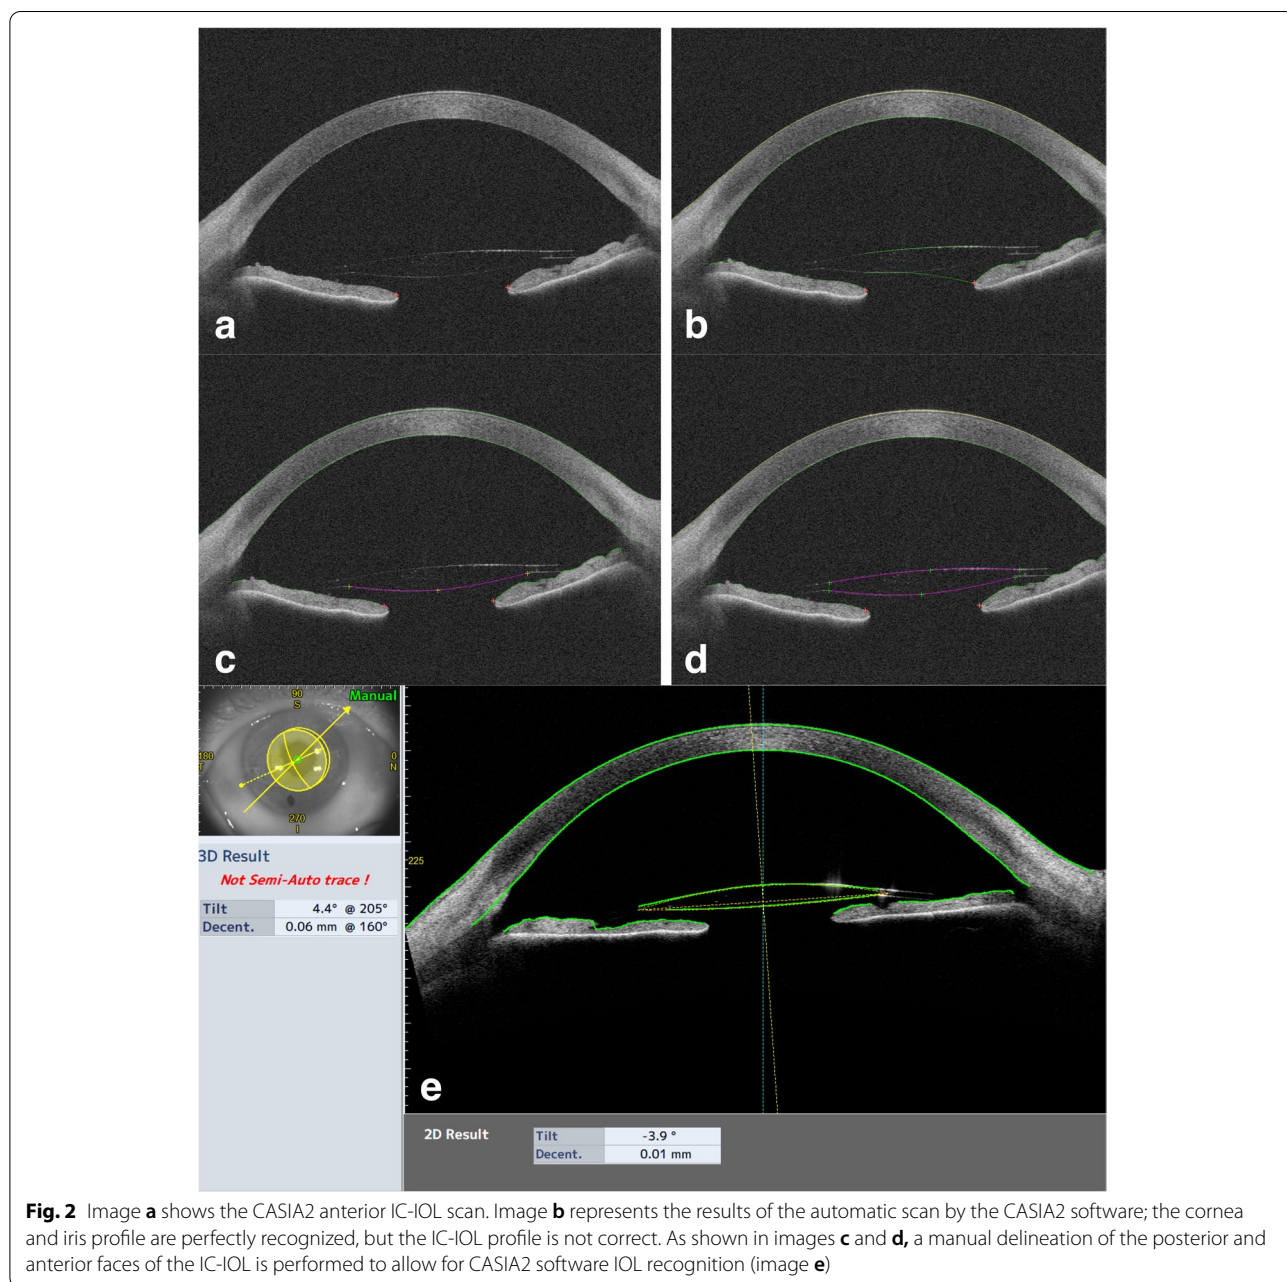 a
b
c
d
90
S
Manual
180
T
0
N
270
I
3D Result
Not Semi-Auto trace !
Tilt 4.4° @ 205°
Decent. 0.06 mm @ 160°
225
e
2D Result
Tilt -3.9 °
Decent. 0.01 mm
Fig. 2 Image a shows the CASIA2 anterior IC-IOL scan. Image b represents the results of the automatic scan by the CASIA2 software; the cornea
and iris profile are perfectly recognized, but the IC-IOL profile is not correct. As shown in images c and d, a manual delineation of the posterior and
anterior faces of the IC-IOL is performed to allow for CASIA2 software IOL recognition (image e)